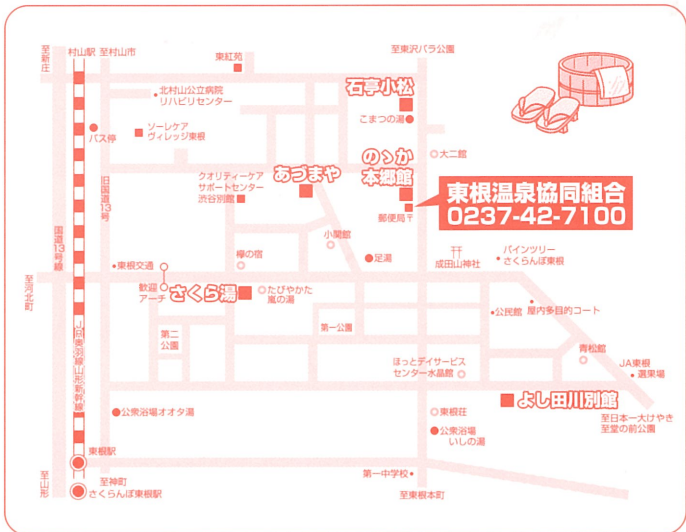 至新庄
村山駅
至村山市
東紅苑
至東沢バラ公園
石亭小松
こまつの湯
北村山公立病院
リハビリセンター
バス停
ソーレケア
ヴィレッジ東根
大二館
のゝか
本郷館
あづまや
クオリティーケア
サポートセンター
渋谷別館
旧国道13号
郵便局〒
東根温泉協同組合
0237-42-7100
国道13号線
小関館
欅の宿
足湯
成田山神社
パインツリー
さくらんぼ東根
東根交通
至河北町
歓迎
アーチ
さくら湯
たびやかた
嵐の湯
公民館
屋内多目的コート
第二
公園
第一公園
JR奥羽線山形新幹線
青松館
ほっとデイサービス
センター水晶館
JA東根
選果場
よし田川別館
公衆浴場オオタ湯
東根荘
至日本一大けやき
至堂の前公園
公衆浴場
いしの湯
東根駅
第一中学校
至山形
至神町
さくらんぼ東根駅
至東根本町